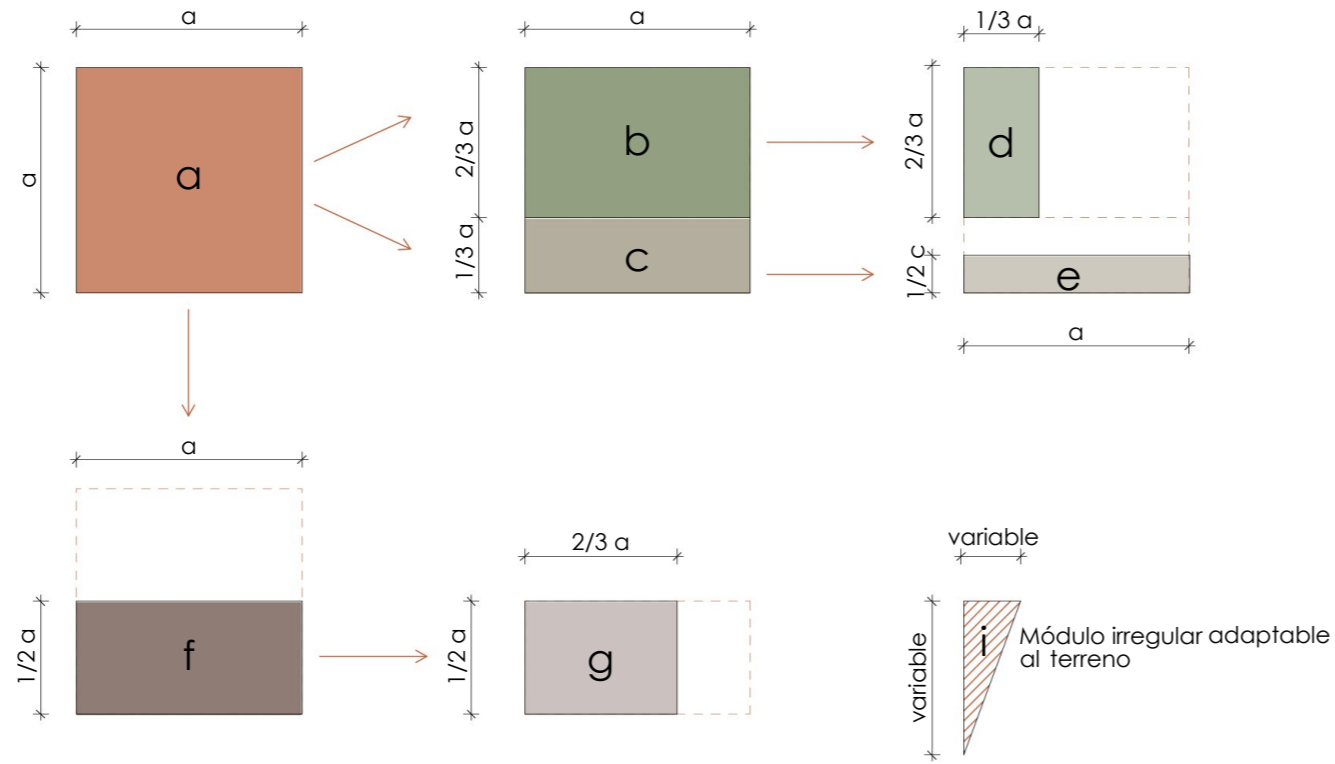 a
a
1/3 a
a
a
2/3 a
b
2/3 a
d
1/3 a
c
1/2 c
e
a
a
2/3 a
variable
1/2 a
f
1/2 a
g
variable
i
Módulo irregular adaptable
al terreno